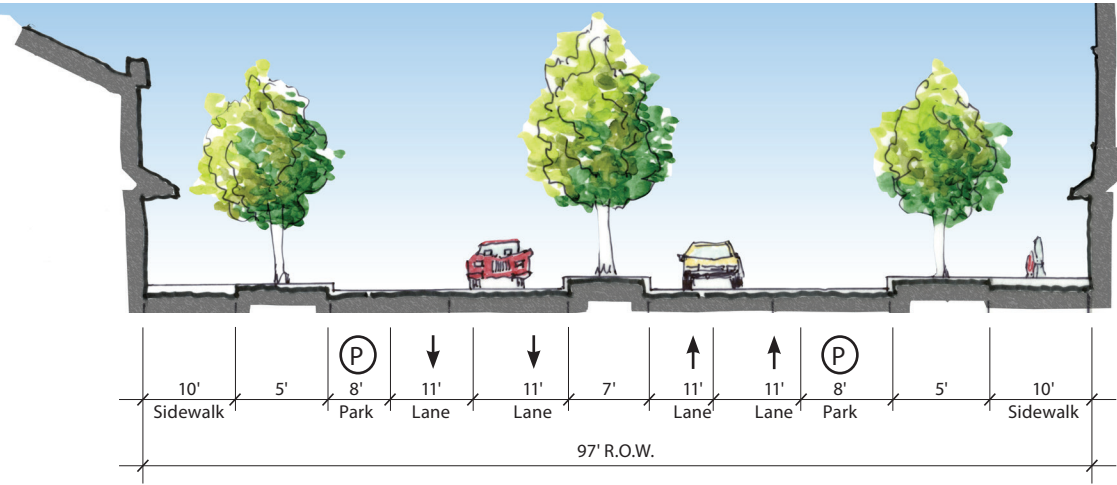 P P
10' 5' 8' 11' 11' 7' 11' 11' 8' 5' 10'
Sidewalk Park Lane Lane Lane Lane Park Sidewalk
97' R.O.W.